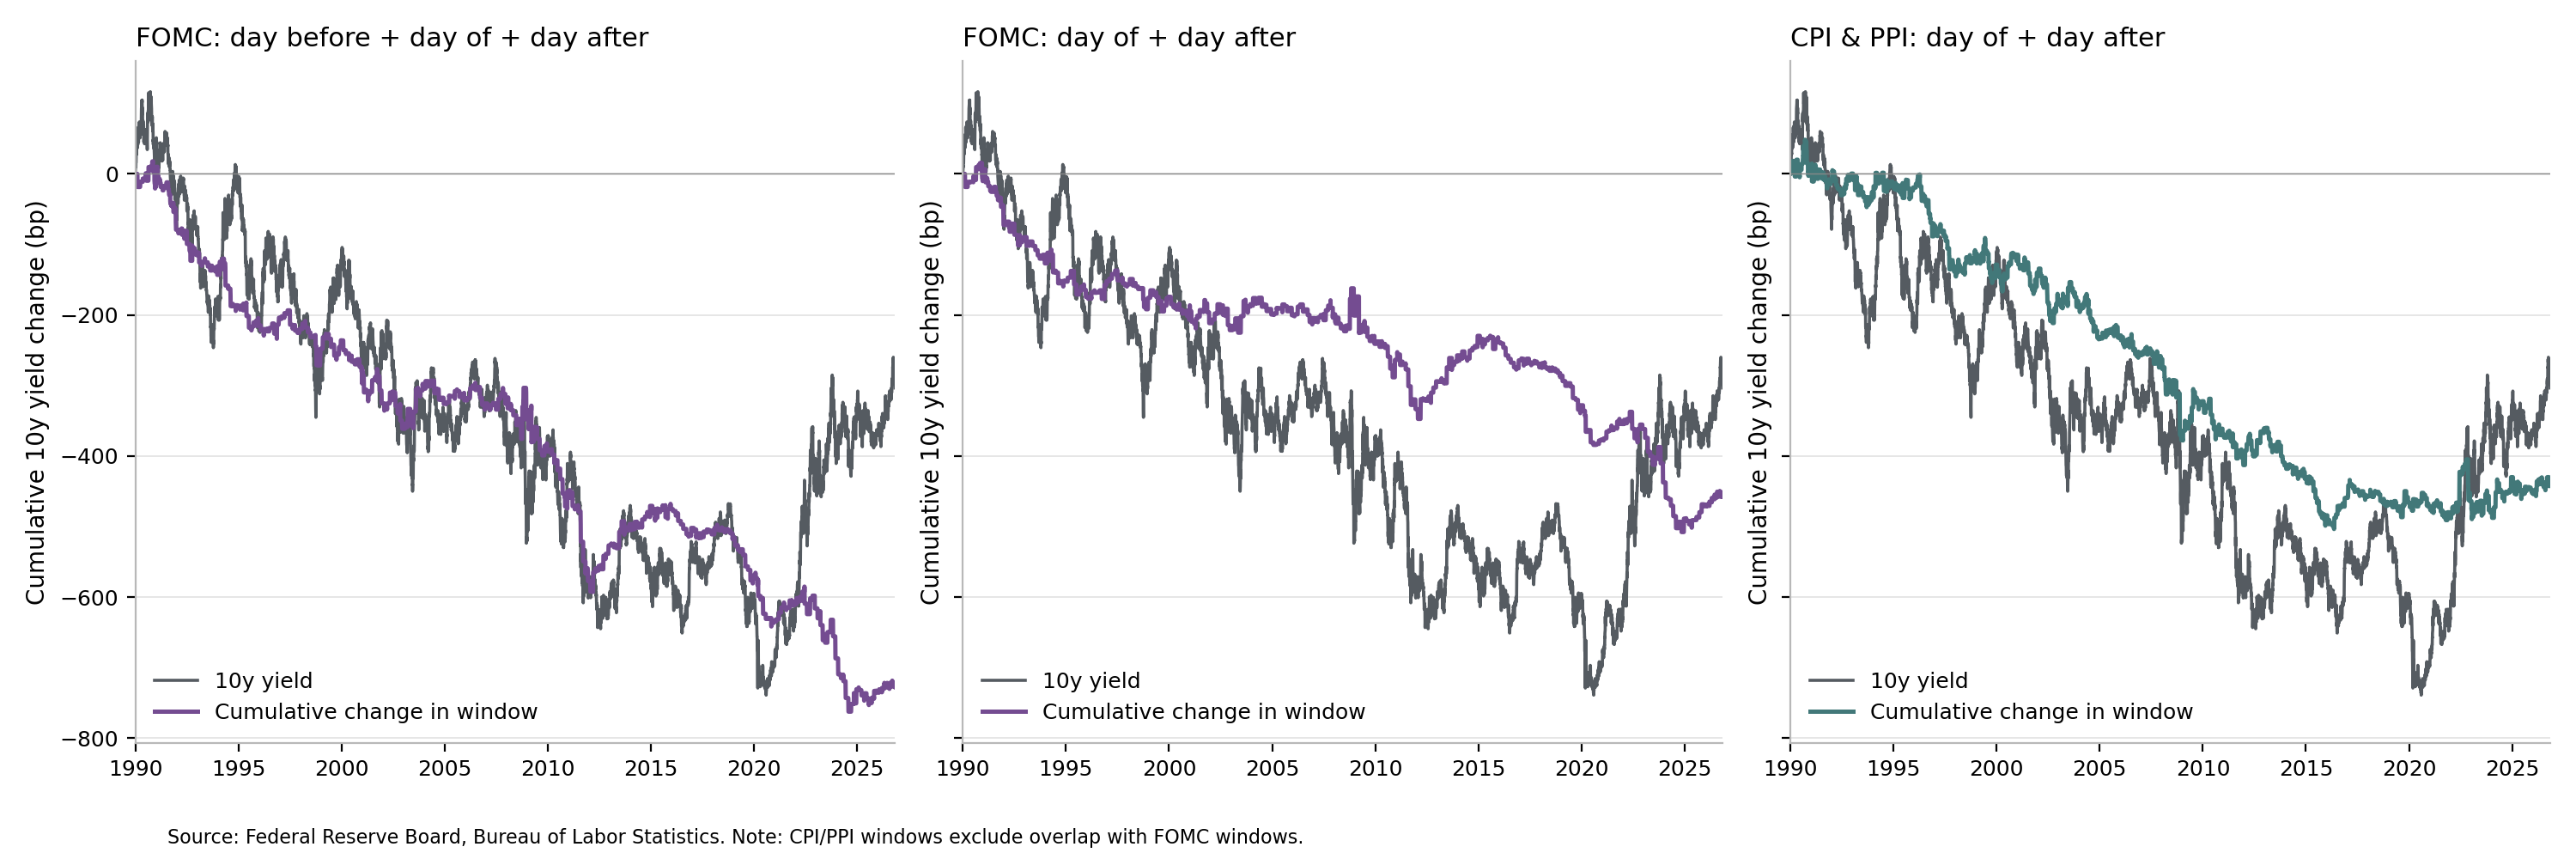 FOMC: day before + day of + day after
FOMC: day of + day after
CPI & PPI: day of + day after
Cumulative 10y yield change (bp)
0
−200
−400
−600
−800
10y yield
Cumulative change in window
1990 1995 2000 2005 2010 2015 2020 2025
Cumulative 10y yield change (bp)
10y yield
Cumulative change in window
1990 1995 2000 2005 2010 2015 2020 2025
Cumulative 10y yield change (bp)
10y yield
Cumulative change in window
1990 1995 2000 2005 2010 2015 2020 2025
Source: Federal Reserve Board, Bureau of Labor Statistics. Note: CPI/PPI windows exclude overlap with FOMC windows.